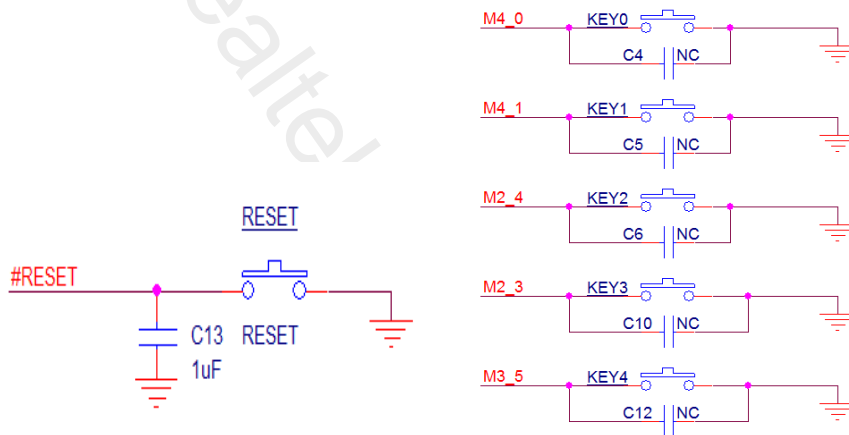 ealte
RESET
#RESET
C13 RESET
1uF
M4_0 KEY0
C4 NC
M4_1 KEY1
C5 NC
M2_4 KEY2
C6 NC
M2_3 KEY3
C10 NC
M3_5 KEY4
C12 NC